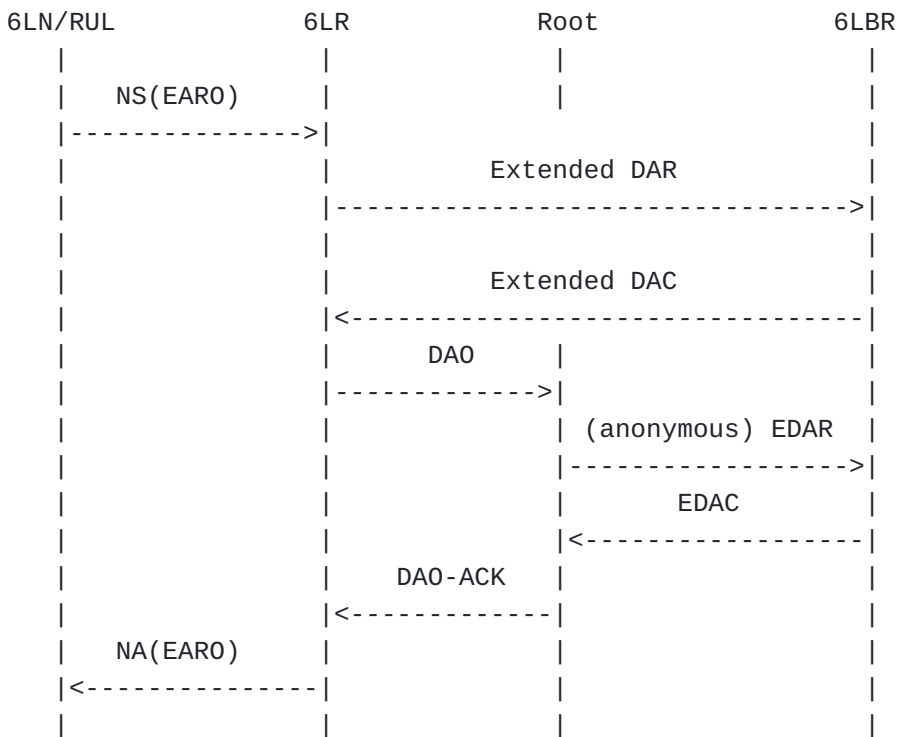 6LN/RUL 6LR Root 6LBR
NS(EARO)
Extended DAR
Extended DAC
DAO
(anonymous) EDAR
EDAC
DAO-ACK
NA(EARO)